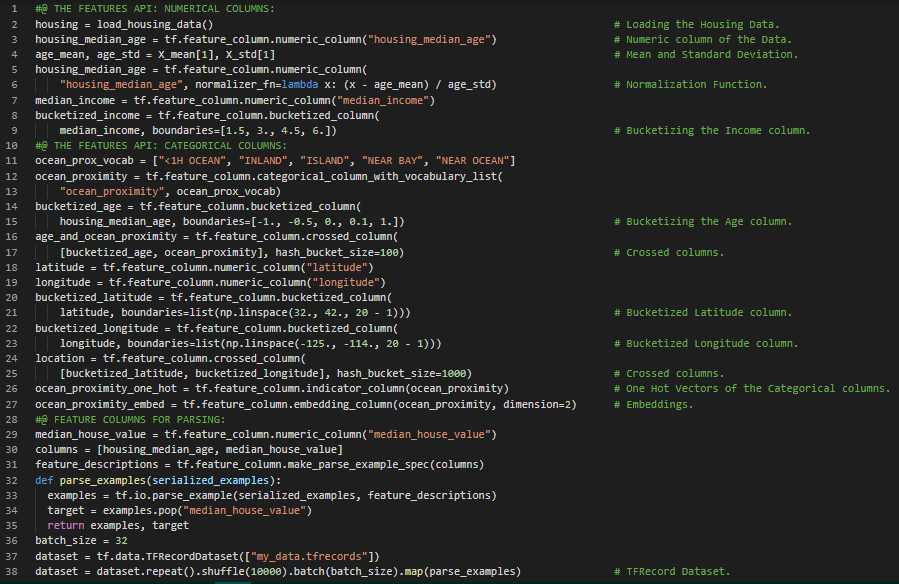 1 #@ THE FEATURES API: NUMERICAL COLUMNS:
2 housing = load_housing_data() # Loading the Housing Data.
3 housing_median_age = tf.feature_column.numeric_column("housing_median_age") # Numeric column of the Data.
4 age_mean, age_std = X_mean[1], X_std[1] # Mean and Standard Deviation.
5 housing_median_age = tf.feature_column.numeric_column(
6     "housing_median_age", normalizer_fn=lambda x: (x - age_mean) / age_std) # Normalization Function.
7 median_income = tf.feature_column.numeric_column("median_income")
8 bucketized_income = tf.feature_column.bucketized_column(
9     median_income, boundaries=[1.5, 3., 4.5, 6.]) # Bucketizing the Income column.
10 #@ THE FEATURES API: CATEGORICAL COLUMNS:
11 ocean_prox_vocab = ["<1H OCEAN", "INLAND", "ISLAND", "NEAR BAY", "NEAR OCEAN"]
12 ocean_proximity = tf.feature_column.categorical_column_with_vocabulary_list(
13     "ocean_proximity", ocean_prox_vocab)
14 bucketized_age = tf.feature_column.bucketized_column(
15     housing_median_age, boundaries=[-1., -0.5, 0., 0.1, 1.]) # Bucketizing the Age column.
16 age_and_ocean_proximity = tf.feature_column.crossed_column(
17     [bucketized_age, ocean_proximity], hash_bucket_size=100) # Crossed columns.
18 latitude = tf.feature_column.numeric_column("latitude")
19 longitude = tf.feature_column.numeric_column("longitude")
20 bucketized_latitude = tf.feature_column.bucketized_column(
21     latitude, boundaries=list(np.linspace(32., 42., 20 - 1))) # Bucketized Latitude column.
22 bucketized_longitude = tf.feature_column.bucketized_column(
23     longitude, boundaries=list(np.linspace(-125., -114., 20 - 1))) # Bucketized Longitude column.
24 location = tf.feature_column.crossed_column(
25     [bucketized_latitude, bucketized_longitude], hash_bucket_size=1000) # Crossed columns.
26 ocean_proximity_one_hot = tf.feature_column.indicator_column(ocean_proximity) # One Hot Vectors of the Categorical columns.
27 ocean_proximity_embed = tf.feature_column.embedding_column(ocean_proximity, dimension=2) # Embeddings.
28 #@ FEATURE COLUMNS FOR PARSING:
29 median_house_value = tf.feature_column.numeric_column("median_house_value")
30 columns = [housing_median_age, median_house_value]
31 feature_descriptions = tf.feature_column.make_parse_example_spec(columns)
32 def parse_examples(serialized_examples):
33   examples = tf.io.parse_example(serialized_examples, feature_descriptions)
34   target = examples.pop("median_house_value")
35   return examples, target
36 batch_size = 32
37 dataset = tf.data.TFRecordDataset(["my_data.tfrecords"])
38 dataset = dataset.repeat().shuffle(10000).batch(batch_size).map(parse_examples) # TFRecord Dataset.